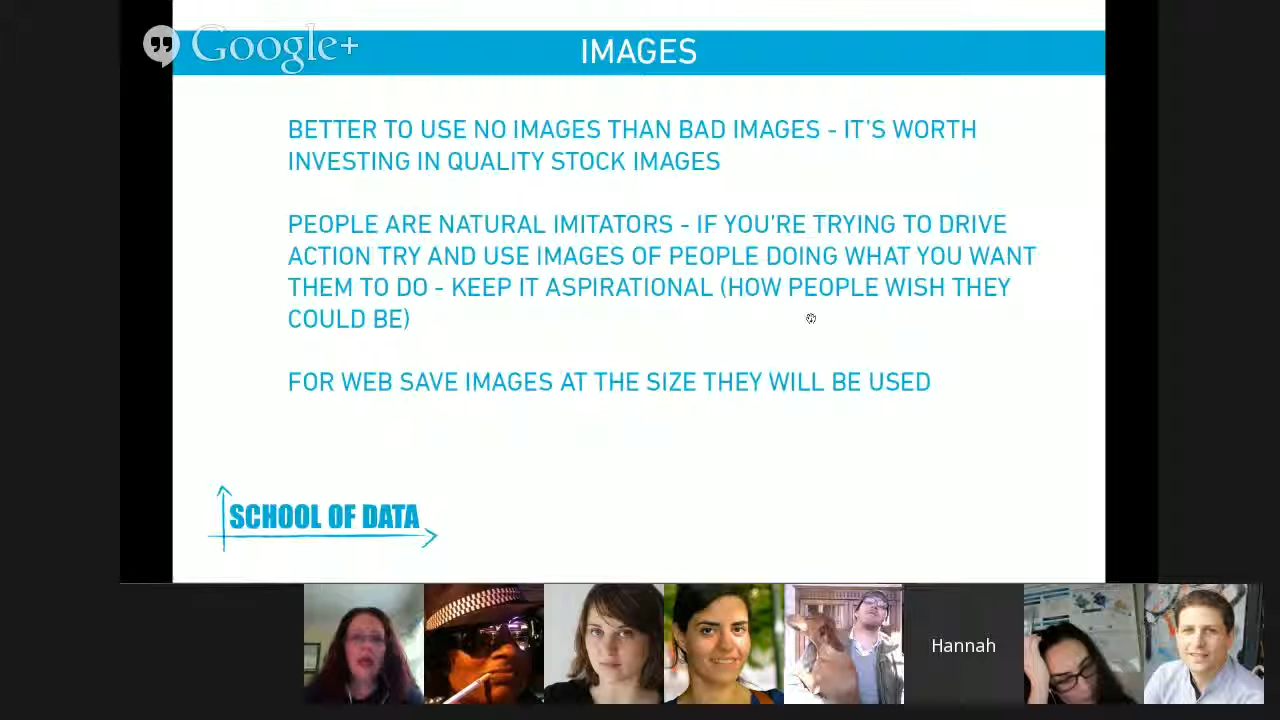 Google+
IMAGES
BETTER TO USE NO IMAGES THAN BAD IMAGES - IT'S WORTH
INVESTING IN QUALITY STOCK IMAGES
PEOPLE ARE NATURAL IMITATORS - IF YOU'RE TRYING TO DRIVE
ACTION TRY AND USE IMAGES OF PEOPLE DOING WHAT YOU WANT
THEM TO DO - KEEP IT ASPIRATIONAL (HOW PEOPLE WISH THEY
COULD BE)
FOR WEB SAVE IMAGES AT THE SIZE THEY WILL BE USED
SCHOOL OF DATA
Hannah